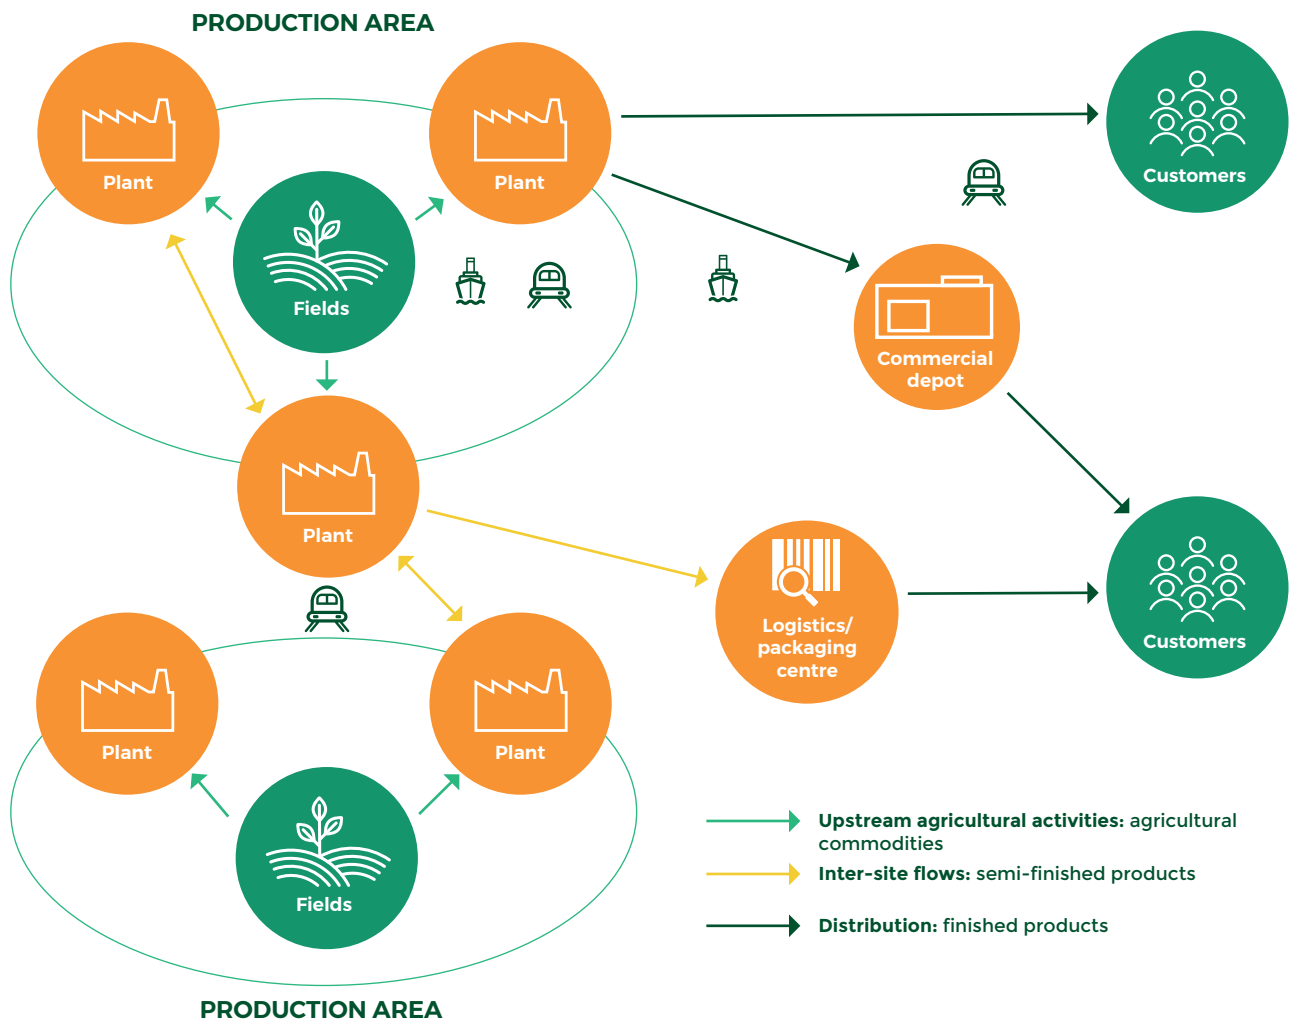 PRODUCTION AREA
Plant
Plant
Customers
Fields
Commercial
depot
Plant
Logistics/
packaging
centre
Customers
Plant
Plant
Fields
Upstream agricultural activities: agricultural
commodities
Inter-site flows: semi-finished products
Distribution: finished products
PRODUCTION AREA